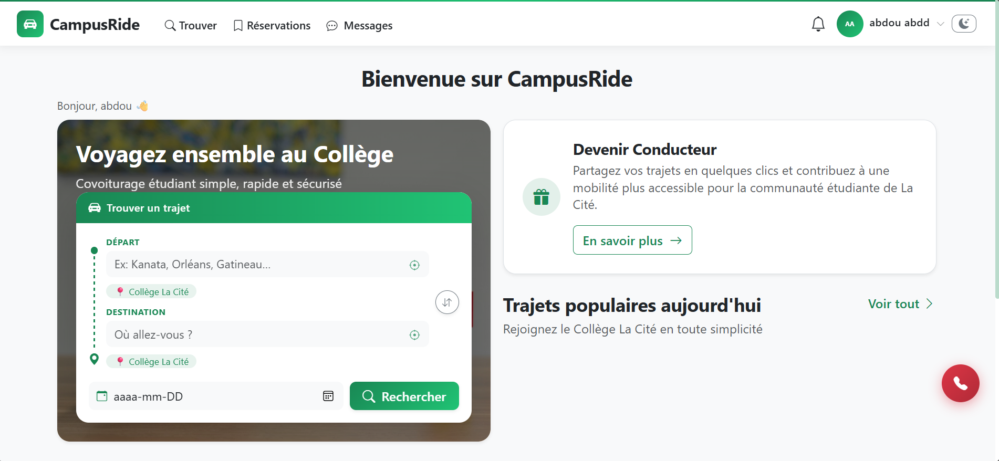 CampusRide
Trouver
Réservations
Messages
AA
abdou abdd
Bienvenue sur CampusRide
Bonjour, abdou 👋
Voyagez ensemble au Collège
Covoiturage étudiant simple, rapide et sécurisé
Trouver un trajet
DÉPART
Ex: Kanata, Orléans, Gatineau...
📍 Collège La Cité
DESTINATION
Où allez-vous ?
📍 Collège La Cité
aaaa-mm-DD
Rechercher
Devenir Conducteur
Partagez vos trajets en quelques clics et contribuez à une
mobilité plus accessible pour la communauté étudiante de La
Cité.
En savoir plus →
Trajets populaires aujourd'hui
Voir tout
Rejoignez le Collège La Cité en toute simplicité